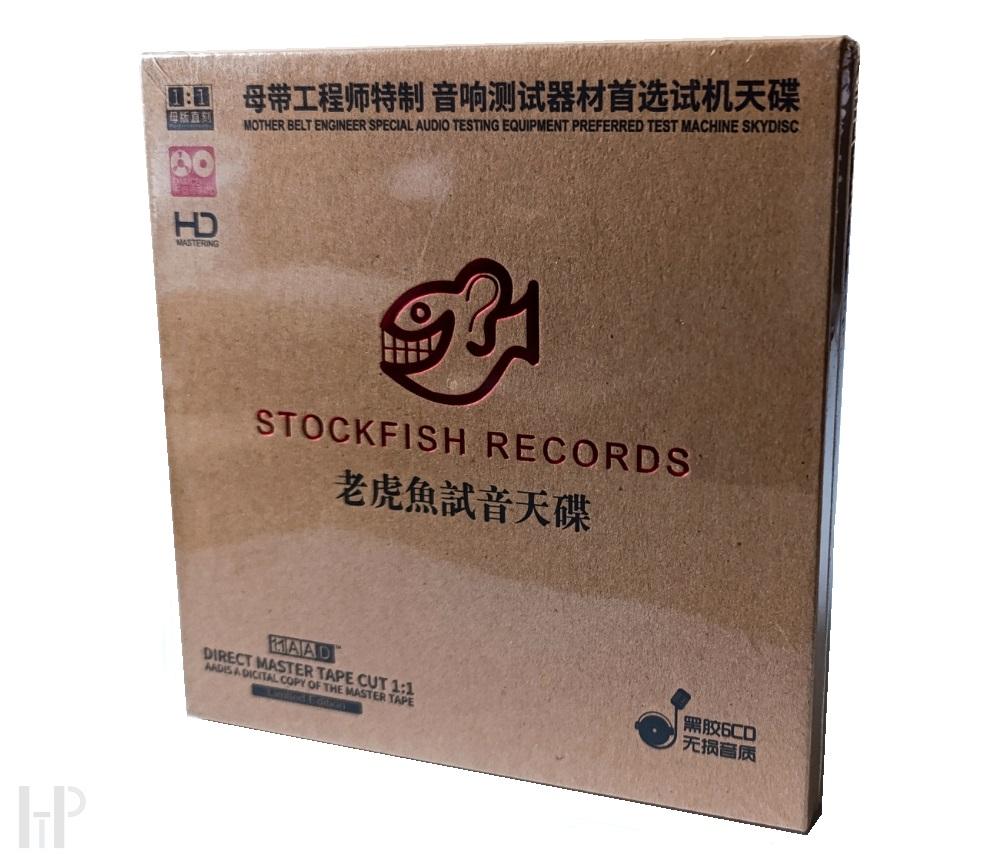 1:1
母版直刻
母带工程师特制 音响测试器材首选试机天碟
MOTHER BELT ENGINEER SPECIAL AUDIO TESTING EQUIPMENT PREFERRED TEST MACHINE SKYDISC
HD
MASTERING
STOCKFISH RECORDS
老虎魚試音天碟
1:1AAD™
DIRECT MASTER TAPE CUT 1:1
AADIS A DICITAL COPY OF THE MASTER TAPE
Limited Edition
黑胶6CD
无损音质